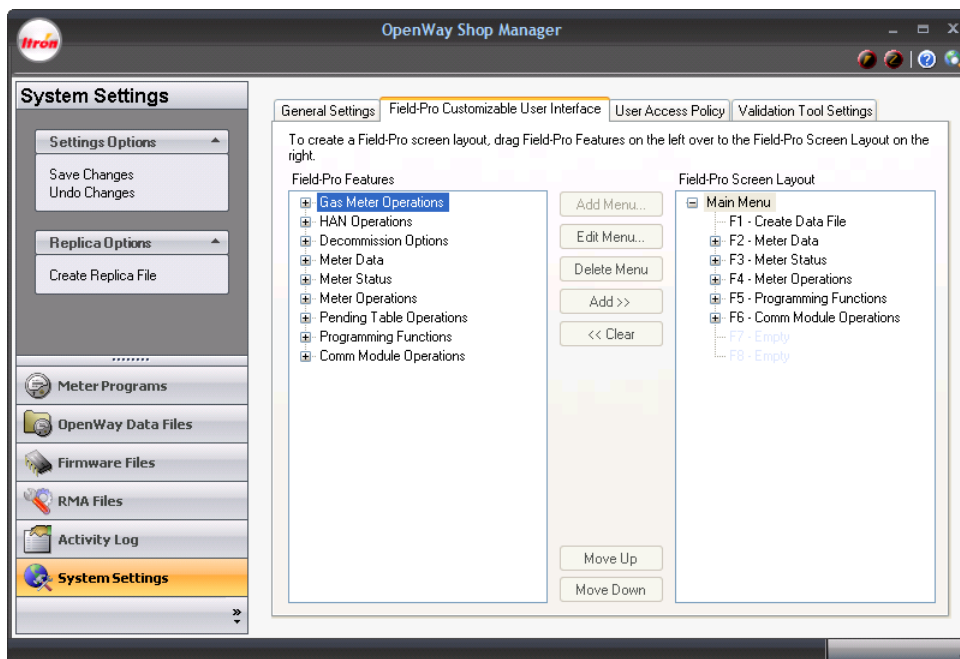 OpenWay Shop Manager
Itrón
System Settings
Settings Options
Save Changes
Undo Changes
Replica Options
Create Replica File
Meter Programs
OpenWay Data Files
Firmware Files
RMA Files
Activity Log
System Settings
General Settings
Field-Pro Customizable User Interface
User Access Policy
Validation Tool Settings
To create a Field-Pro screen layout, drag Field-Pro Features on the left over to the Field-Pro Screen Layout on the
right.
Field-Pro Features
Gas Meter Operations
HAN Operations
Decommission Options
Meter Data
Meter Status
Meter Operations
Pending Table Operations
Programming Functions
Comm Module Operations
Add Menu...
Edit Menu...
Delete Menu
Add >>
<< Clear
Move Up
Move Down
Field-Pro Screen Layout
Main Menu
F1 - Create Data File
F2 - Meter Data
F3 - Meter Status
F4 - Meter Operations
F5 - Programming Functions
F6 - Comm Module Operations
F7 - Empty
F8 - Empty